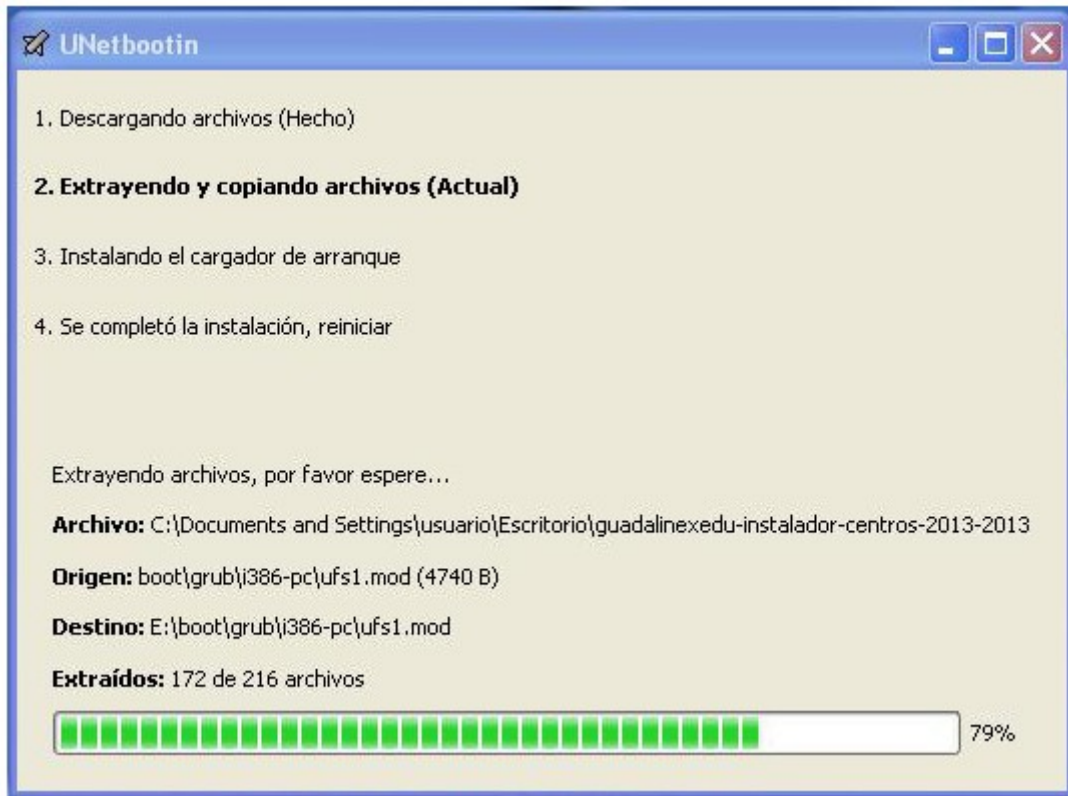 UNetbootin
1. Descargando archivos (Hecho)
2. Extrayendo y copiando archivos (Actual)
3. Instalando el cargador de arranque
4. Se completó la instalación, reiniciar
Extrayendo archivos, por favor espere...
Archivo: C:\Documents and Settings\usuario\Escritorio\guadalinexedu-instalador-centros-2013-2013
Origen: boot\grub\i386-pc\ufs1.mod (4740 B)
Destino: E:\boot\grub\i386-pc\ufs1.mod
Extraídos: 172 de 216 archivos
79%